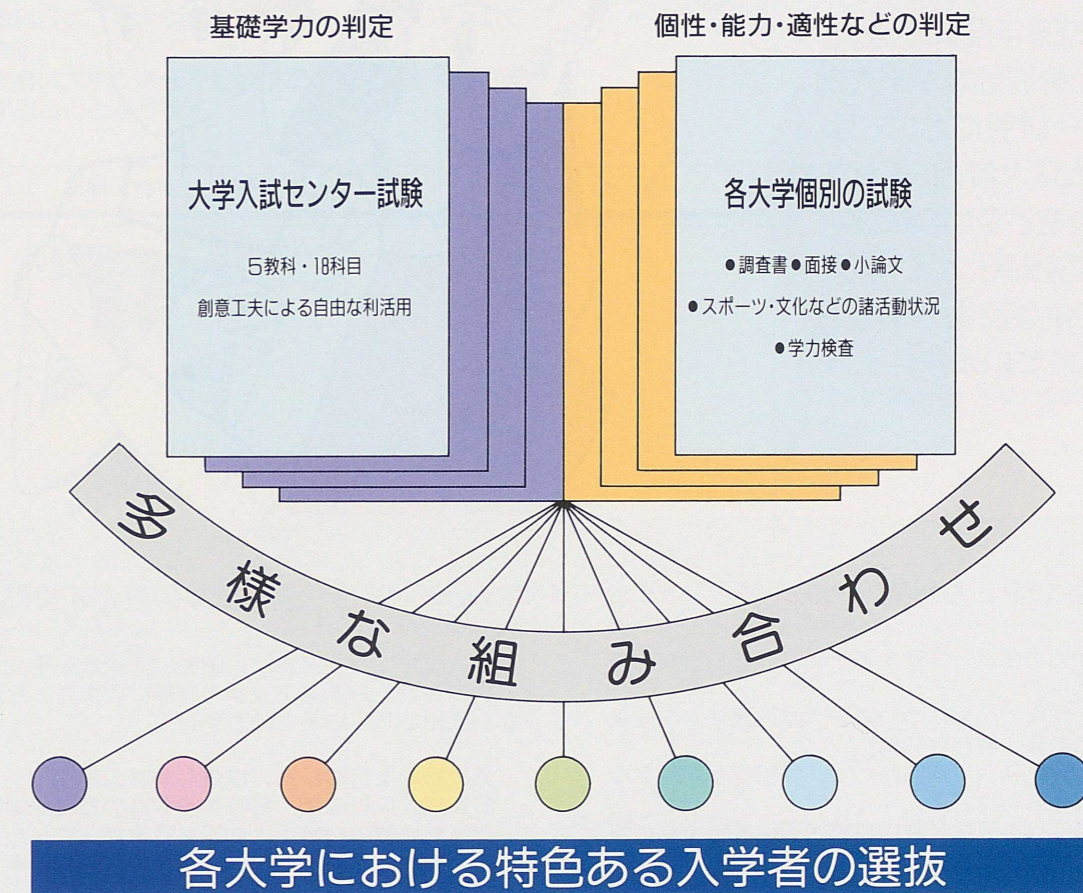 基礎学力の判定
個性・能力・適性などの判定
大学入試センター試験
5教科・18科目
創意工夫による自由な利活用
各大学個別の試験
●調査書●面接●小論文
●スポーツ・文化などの諸活動状況
●学力検査
多様な組み合わせ
各大学における特色ある入学者の選抜